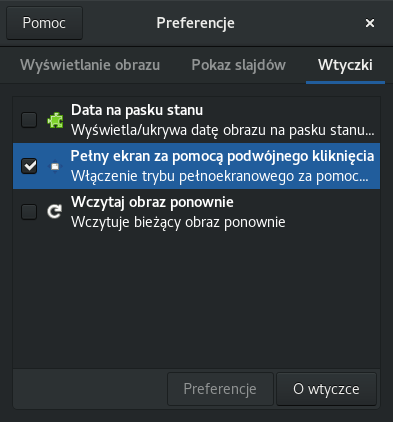 Pomoc
Preferencje
Wyświetlanie obrazu
Pokaz slajdów
Wtyczki
Data na pasku stanu
Wyświetla/ukrywa datę obrazu na pasku stanu...
Pełny ekran za pomocą podwójnego kliknięcia
Włączenie trybu pełnoekranowego za pomoc...
Wczytaj obraz ponownie
Wczytuje bieżący obraz ponownie
Preferencje
O wtyczce